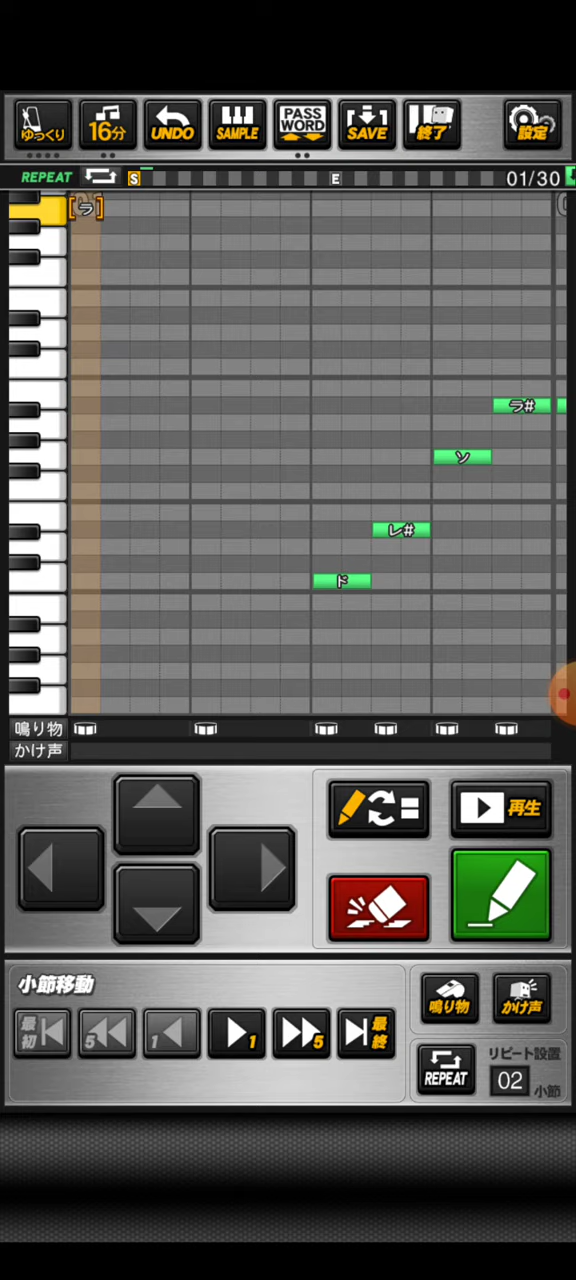 ゆっくり 16分 UNDO SAMPLE PASS WORD SAVE 終了 設定
REPEAT S E 01/30
[ラ]
ラ#
ソ
レ#
ド
鳴り物
かけ声
再生
小節移動
最初 5 1 1 5 最終
鳴り物 かけ声
REPEAT リピート設置 02 小節